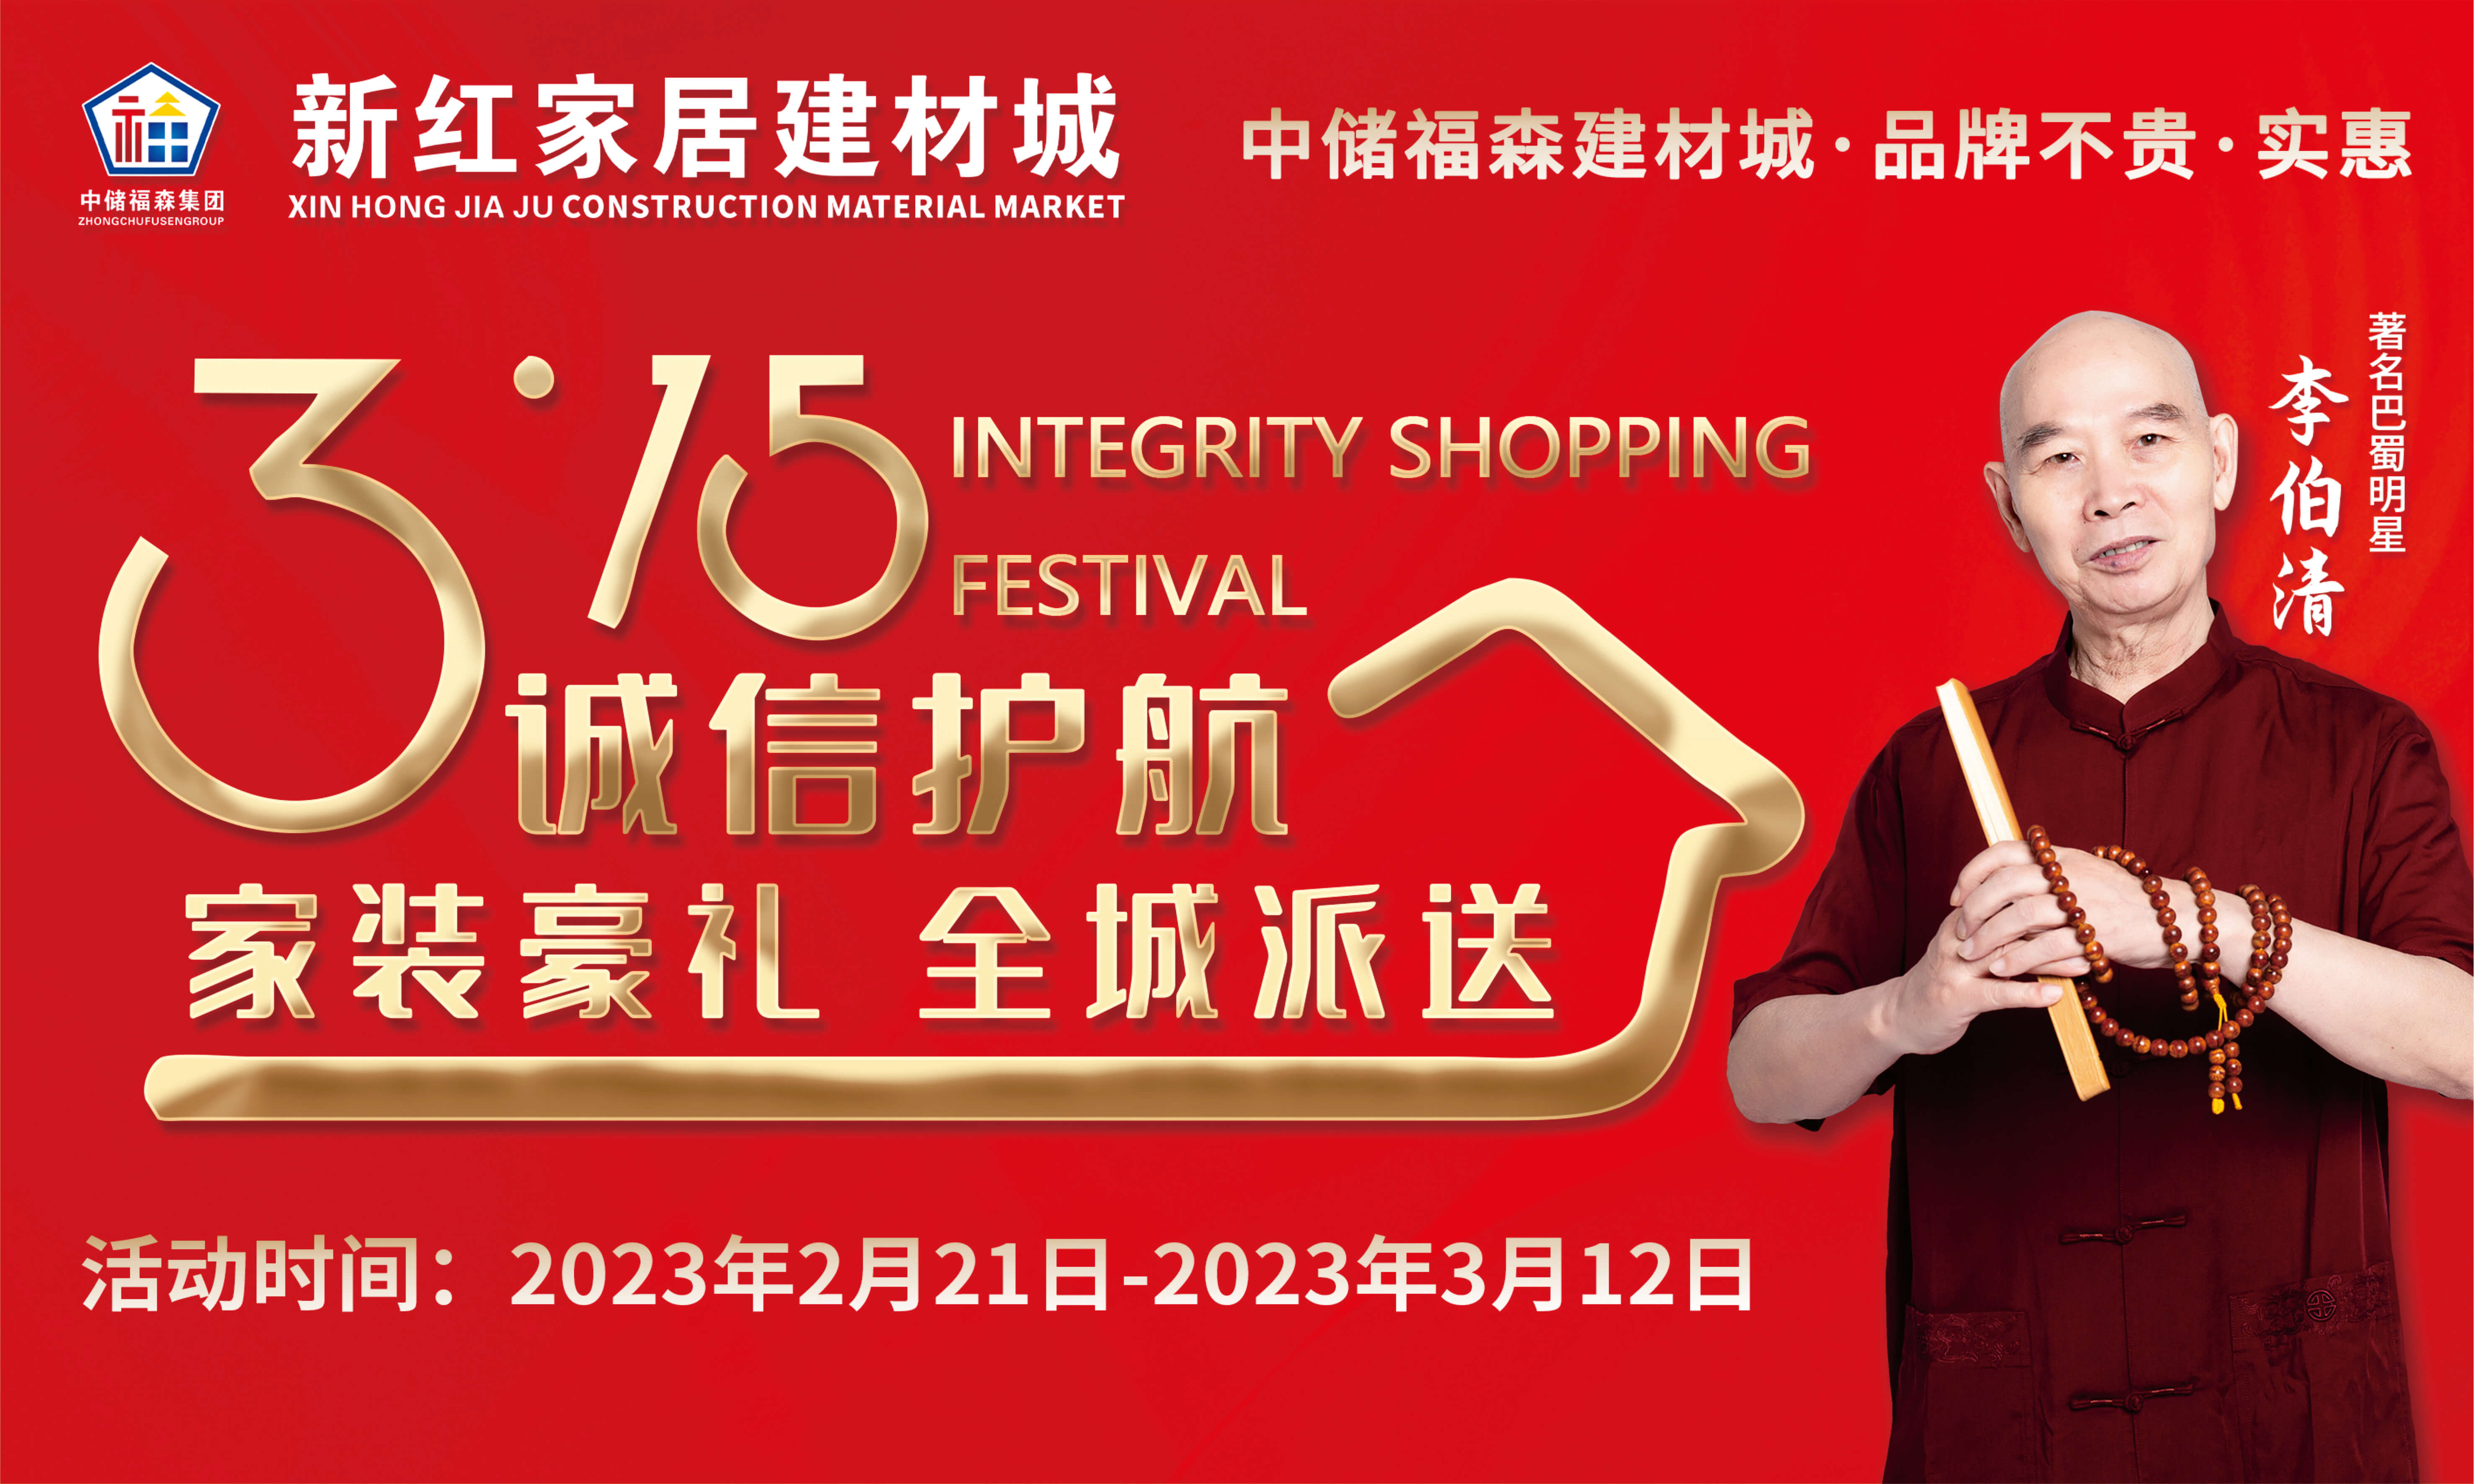 中储福森集团
ZHONGCHUFUSENGROUP
新红家居建材城
XIN HONG JIA JU CONSTRUCTION MATERIAL MARKET
中储福森建材城·品牌不贵·实惠
3·15
INTEGRITY SHOPPING
FESTIVAL
诚信护航
家装豪礼 全城派送
著名巴蜀明星
李伯清
活动时间：2023年2月21日-2023年3月12日